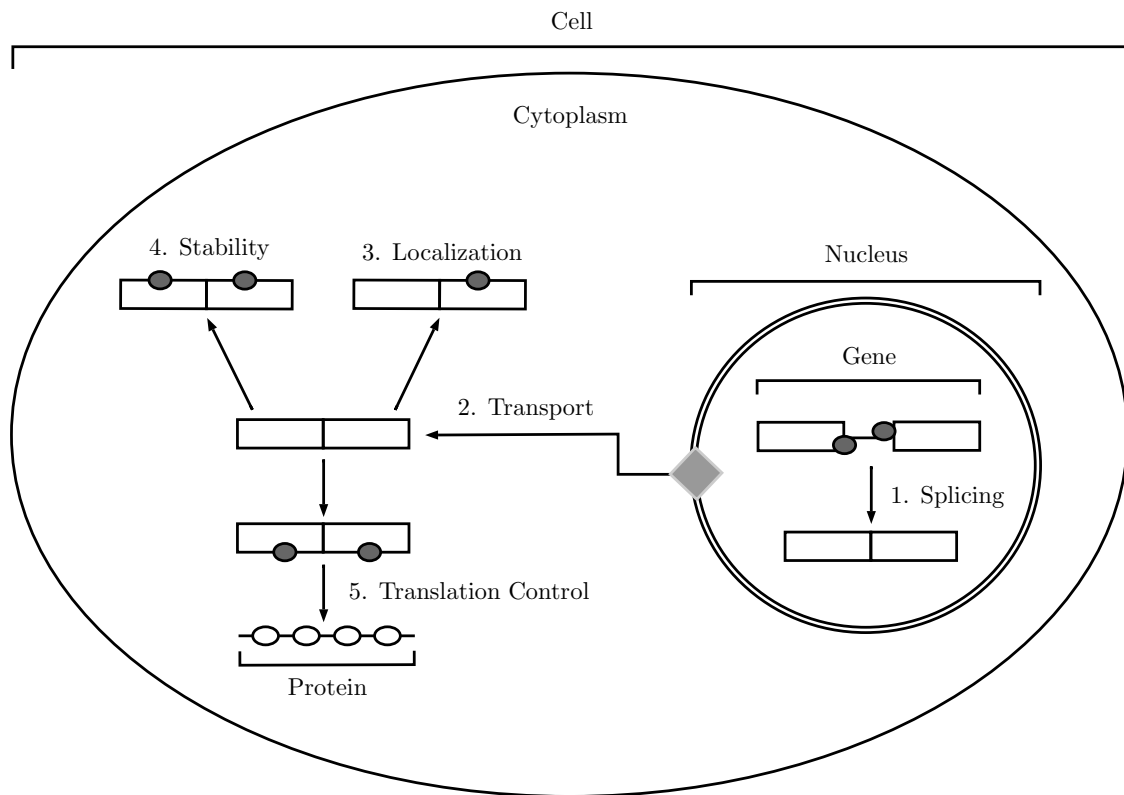 Cell
Cytoplasm
4. Stability
3. Localization
Nucleus
Gene
2. Transport
1. Splicing
5. Translation Control
Protein